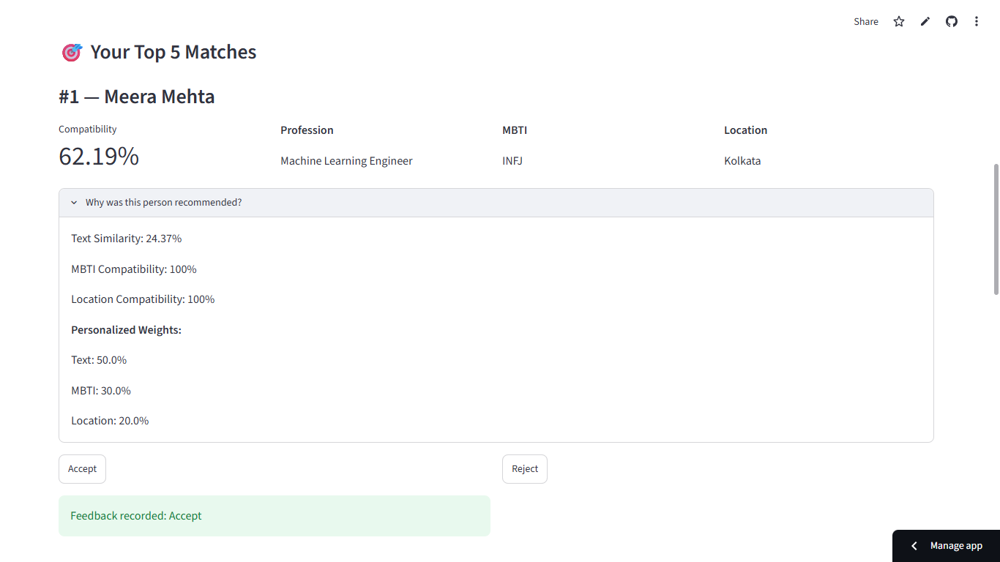 Share
🎯 Your Top 5 Matches
#1 — Meera Mehta
Compatibility
62.19%
Profession
Machine Learning Engineer
MBTI
INFJ
Location
Kolkata
Why was this person recommended?
Text Similarity: 24.37%
MBTI Compatibility: 100%
Location Compatibility: 100%
Personalized Weights:
Text: 50.0%
MBTI: 30.0%
Location: 20.0%
Accept
Reject
Feedback recorded: Accept
Manage app